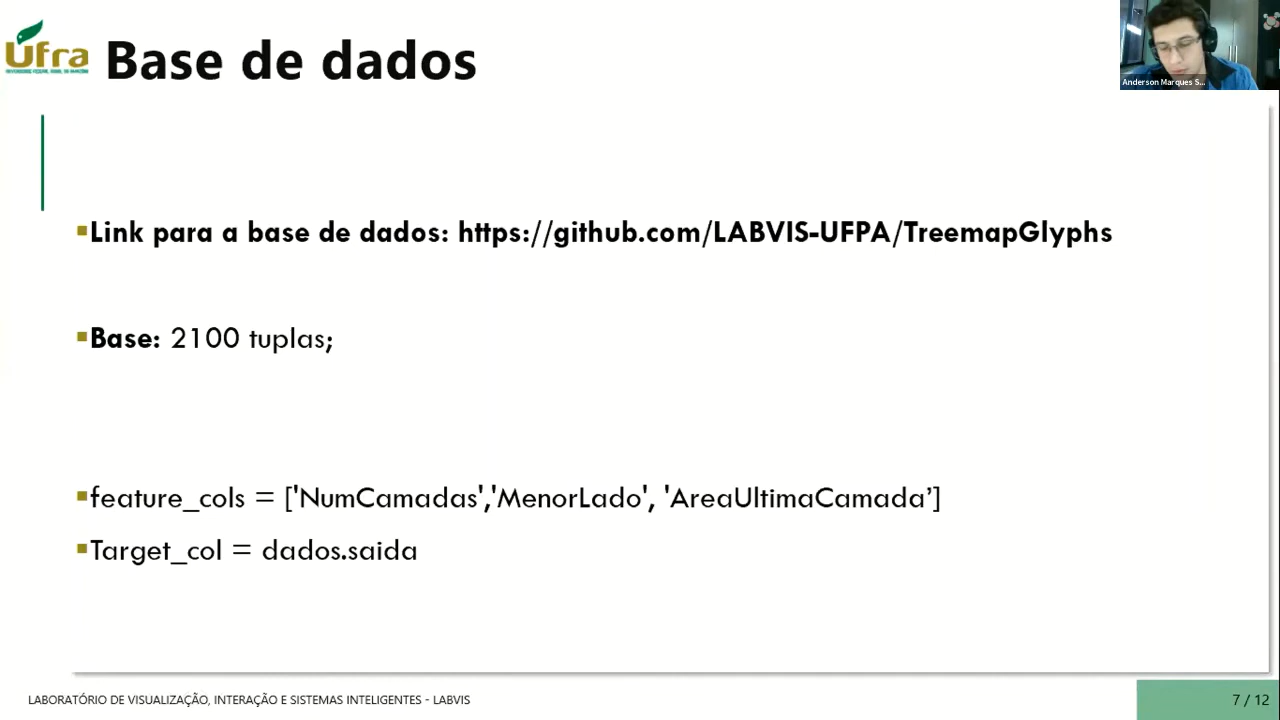 Ufra
Base de dados
Anderson Marques S...
Link para a base de dados: https://github.com/LABVIS-UFPA/TreemapGlyphs
Base: 2100 tuplas;
feature_cols = ['NumCamadas','MenorLado', 'AreaUltimaCamada’]
Target_col = dados.saida
LABORATÓRIO DE VISUALIZAÇÃO, INTERAÇÃO E SISTEMAS INTELIGENTES - LABVIS
7 / 12